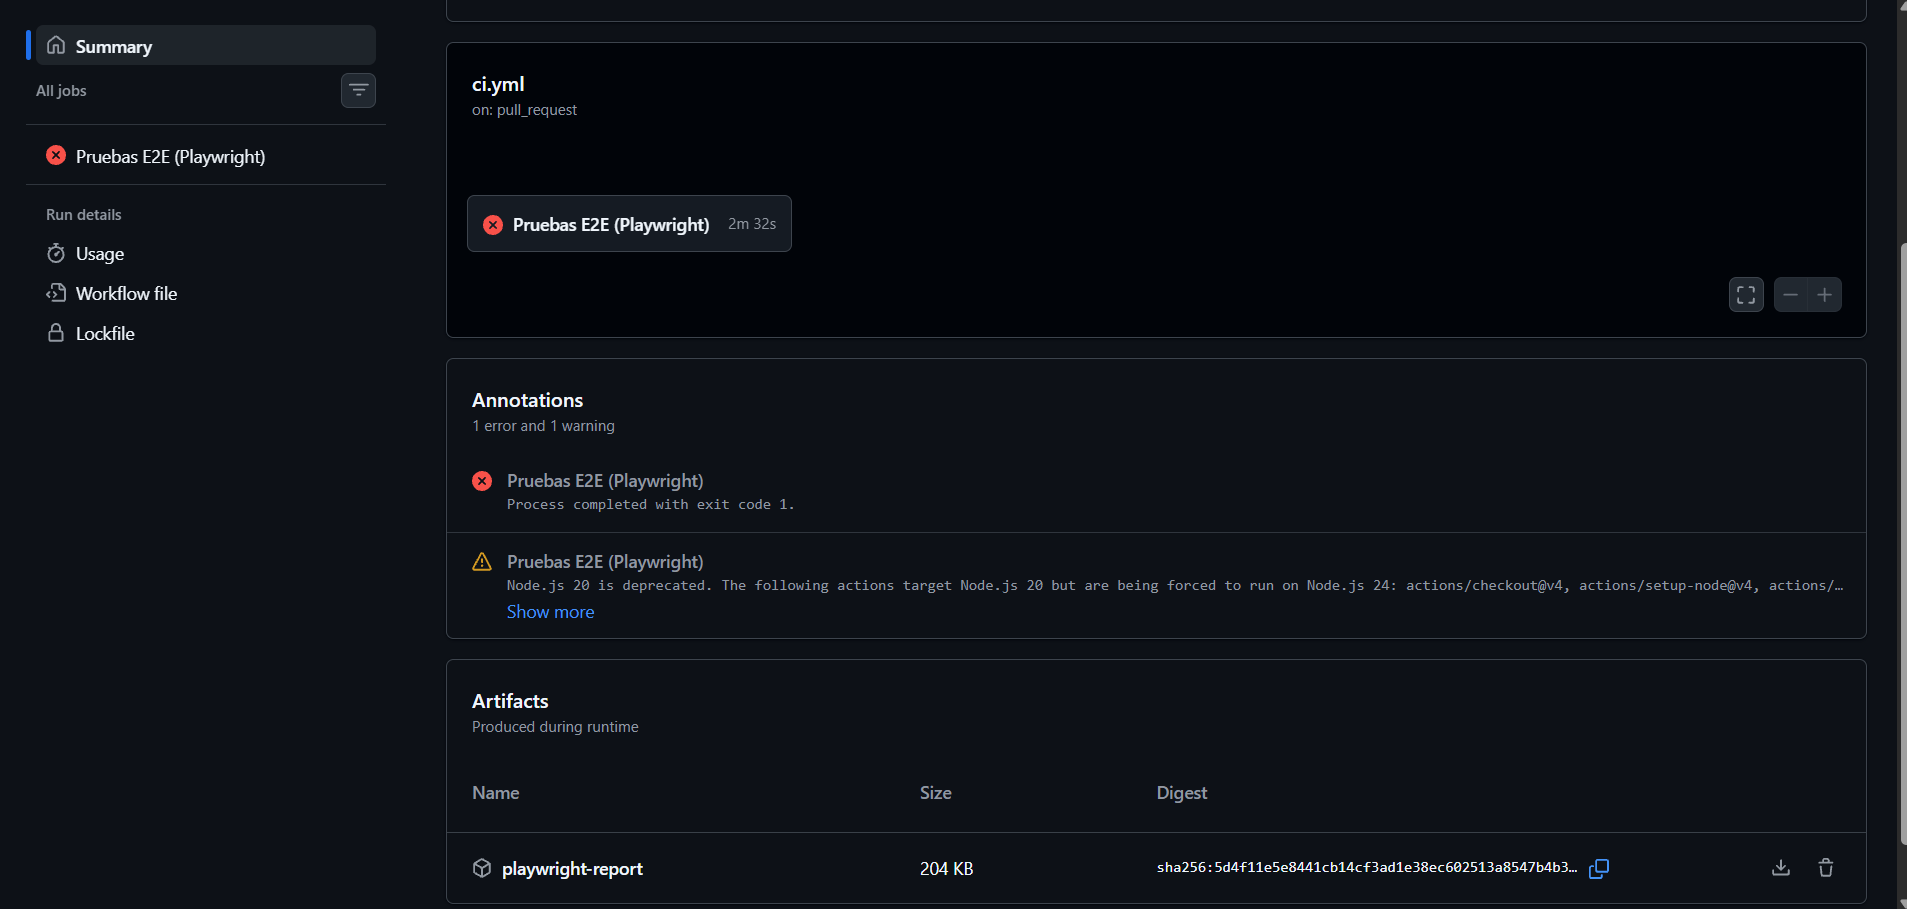 Summary
All jobs
Pruebas E2E (Playwright)
Run details
Usage
Workflow file
Lockfile
ci.yml
on: pull_request
Pruebas E2E (Playwright) 2m 32s
Annotations
1 error and 1 warning
Pruebas E2E (Playwright)
Process completed with exit code 1.
Pruebas E2E (Playwright)
Node.js 20 is deprecated. The following actions target Node.js 20 but are being forced to run on Node.js 24: actions/checkout@v4, actions/setup-node@v4, actions/…
Show more
Artifacts
Produced during runtime
Name Size Digest
playwright-report 204 KB sha256:5d4f11e5e8441cb14cf3ad1e38ec602513a8547b4b3…